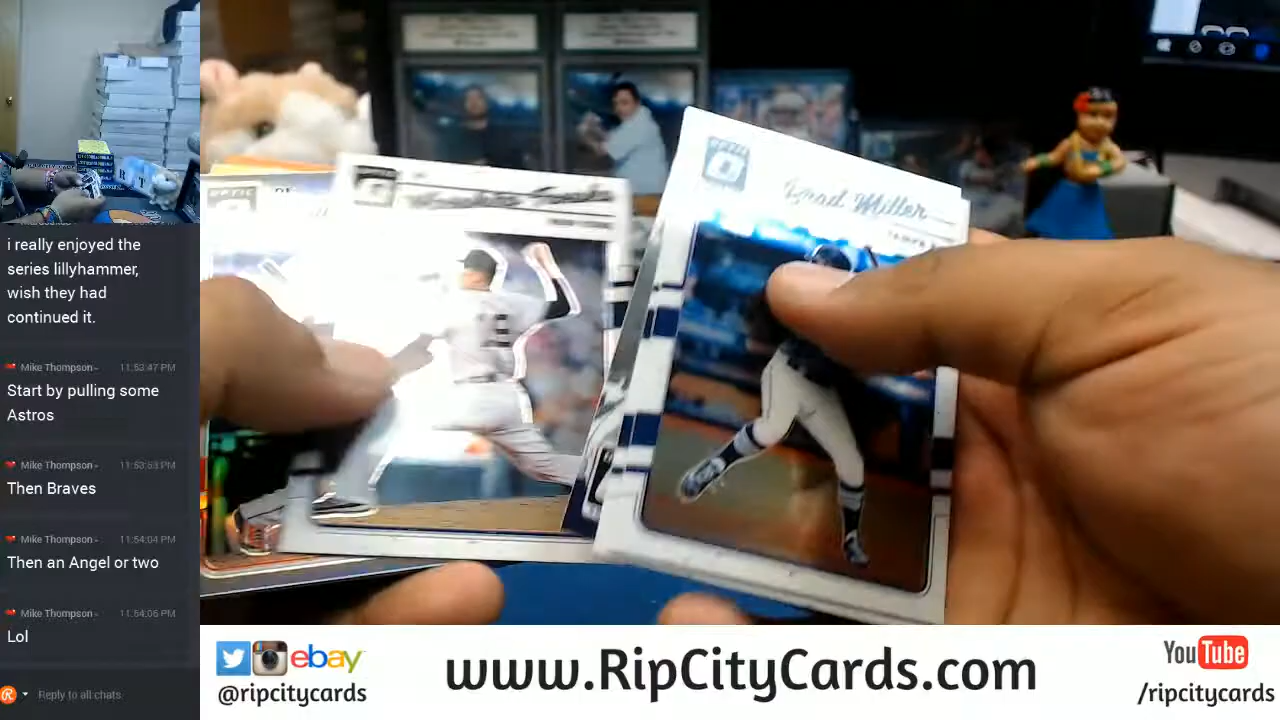 i really enjoyed the
series lillyhammer,
wish they had
continued it.
Mike Thompson 11:53:47 PM
Start by pulling some
Astros
Mike Thompson 11:53:53 PM
Then Braves
Mike Thompson 11:54:04 PM
Then an Angel or two
Mike Thompson 11:54:06 PM
Lol
Reply to all chats
OPTIC
Brad Miller
OPTIC
ebay
@ripcitycards
www.RipCityCards.com
YouTube
/ripcitycards